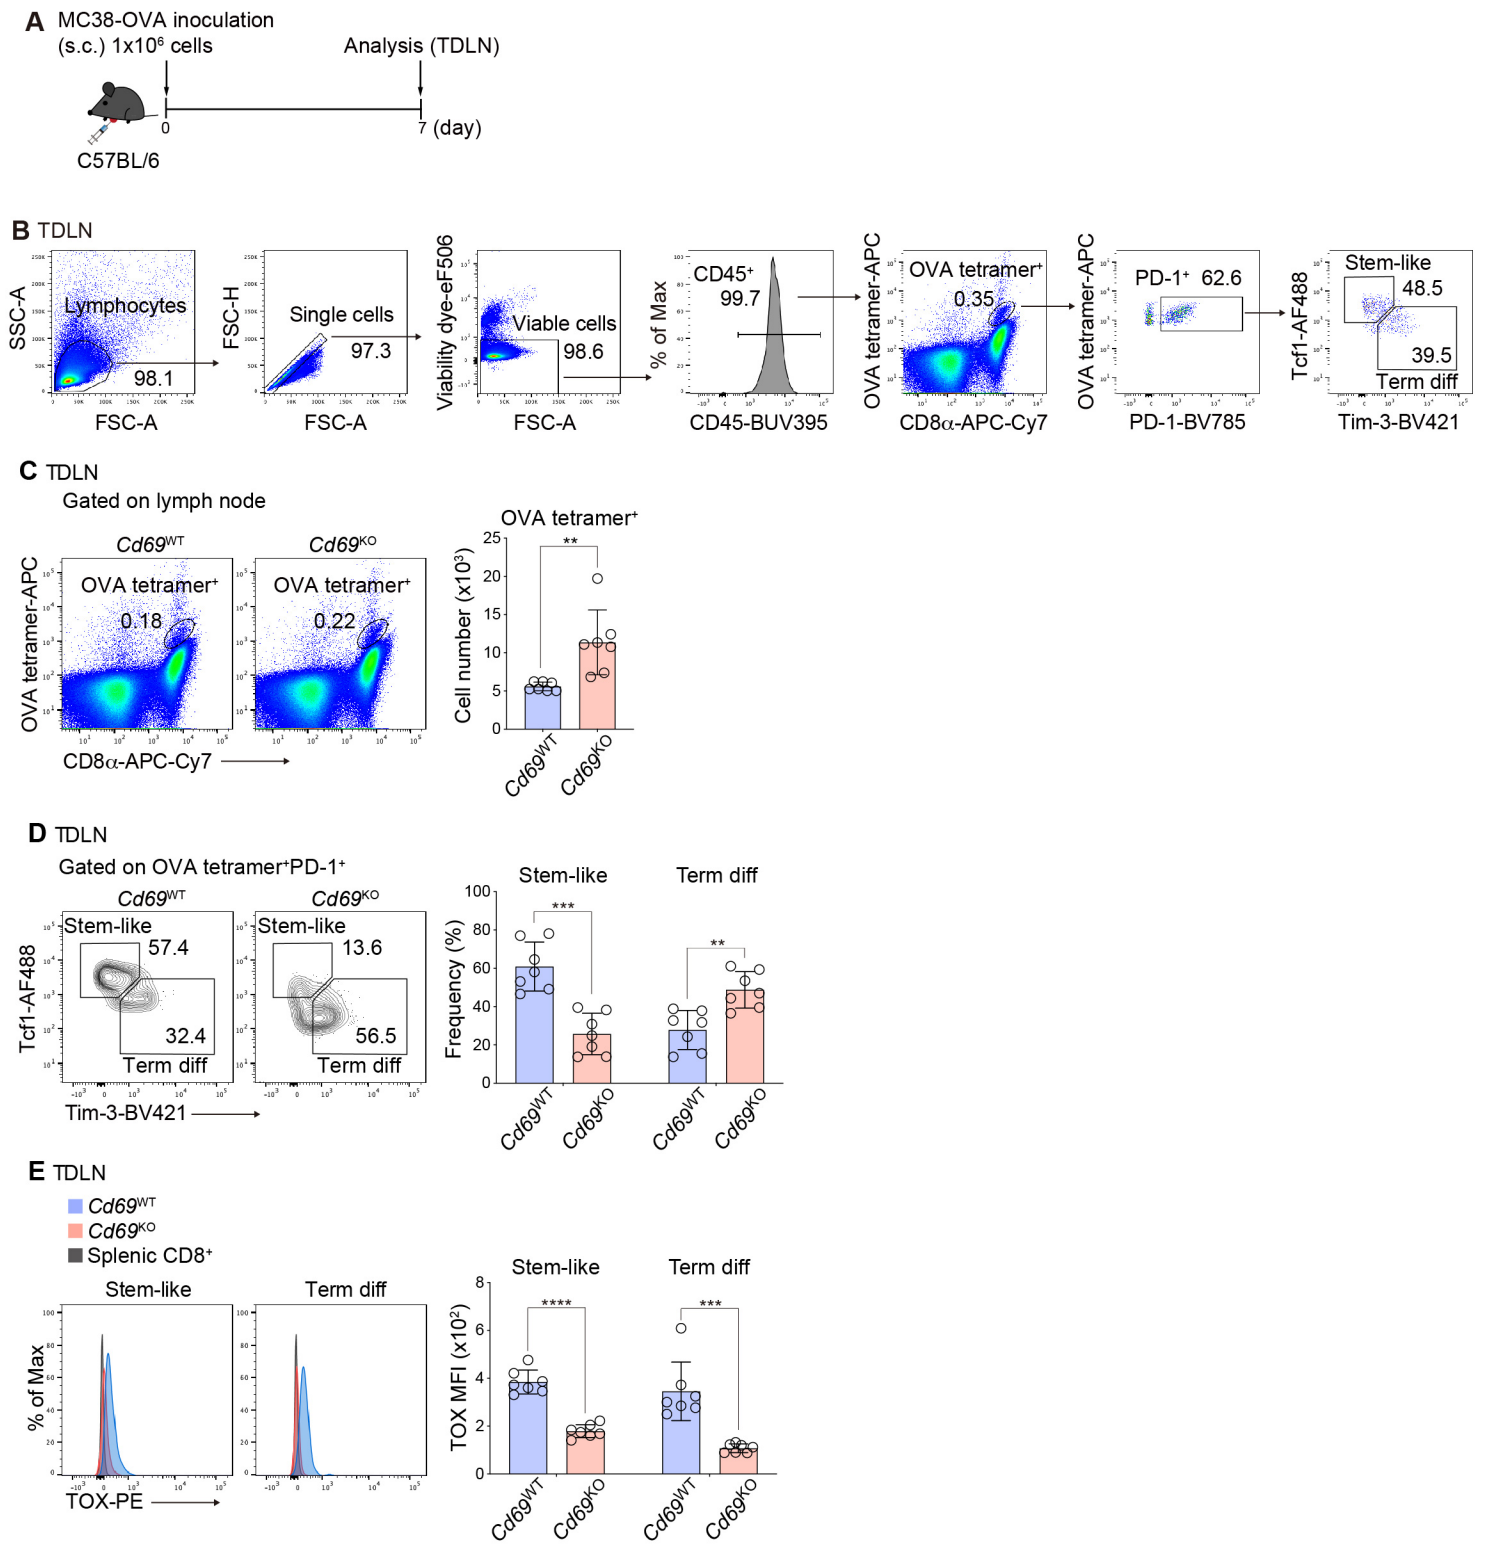 A
MC38-OVA inoculation
(s.c.) 1x10⁶ cells
Analysis (TDLN)
0
7 (day)
C57BL/6
B TDLN
SSC-A
Lymphocytes
98.1
FSC-A
FSC-H
Single cells
97.3
FSC-A
Viability dye-eF506
Viable cells
98.6
FSC-A
% of Max
CD45⁺
99.7
CD45-BUV395
OVA tetramer-APC
OVA tetramer⁺
0.35
CD8α-APC-Cy7
OVA tetramer-APC
PD-1⁺ 62.6
PD-1-BV785
Tcf1-AF488
Stem-like
48.5
39.5
Term diff
Tim-3-BV421
C TDLN
Gated on lymph node
Cd69ᵂᵀ
Cd69ᴷᴼ
OVA tetramer-APC
OVA tetramer⁺
0.18
OVA tetramer⁺
0.22
CD8α-APC-Cy7
OVA tetramer⁺
Cell number (x10³)
25
20
15
10
5
0
**
Cd69ᵂᵀ
Cd69ᴷᴼ
D TDLN
Gated on OVA tetramer⁺PD-1⁺
Cd69ᵂᵀ
Cd69ᴷᴼ
Tcf1-AF488
Stem-like
57.4
32.4
Term diff
Stem-like
13.6
56.5
Term diff
Tim-3-BV421
Stem-like
Term diff
Frequency (%)
100
80
60
40
20
0
***
**
Cd69ᵂᵀ
Cd69ᴷᴼ
Cd69ᵂᵀ
Cd69ᴷᴼ
E TDLN
Cd69ᵂᵀ
Cd69ᴷᴼ
Splenic CD8⁺
Stem-like
Term diff
% of Max
100
80
60
40
20
0
TOX-PE
Stem-like
Term diff
TOX MFI (x10²)
8
6
4
2
0
****
***
Cd69ᵂᵀ
Cd69ᴷᴼ
Cd69ᵂᵀ
Cd69ᴷᴼ